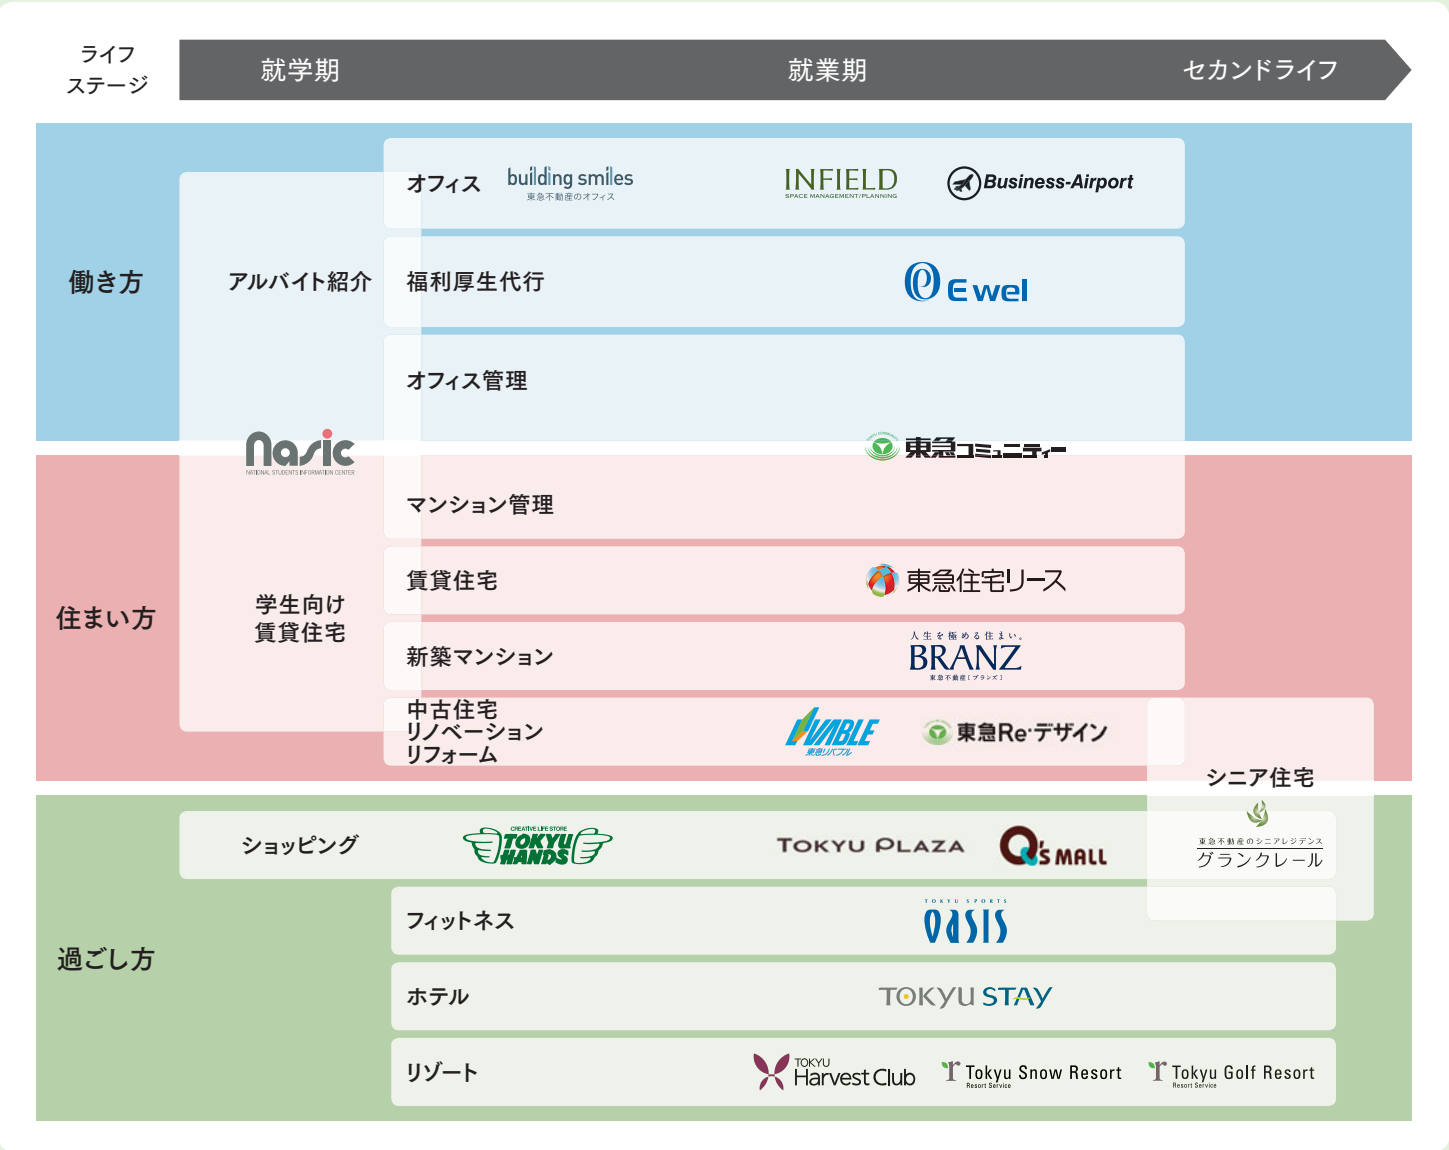 ライフ
ステージ
就学期
就業期
セカンドライフ
働き方
アルバイト紹介
オフィス
building smiles
東急不動産のオフィス
INFIELD
SPACE MANAGEMENT/PLANNING
Business-Airport
福利厚生代行
Ewel
オフィス管理
nasic
NATIONAL STUDENTS INFORMATION CENTER
東急コミュニティー
マンション管理
住まい方
学生向け
賃貸住宅
賃貸住宅
東急住宅リース
新築マンション
人生を極める住まい。
BRANZ
東急不動産[ブランズ]
中古住宅
リノベーション
リフォーム
LIVABLE
東急リバブル
東急Re・デザイン
シニア住宅
東急不動産のシニアレジデンス
グランクレール
過ごし方
ショッピング
CREATIVE LIFE STORE
TOKYU
HANDS
TOKYU PLAZA
Q's MALL
フィットネス
TOKYU SPORTS
OASIS
ホテル
TOKYU STAY
リゾート
TOKYU
Harvest Club
Tokyu Snow Resort
Resort Service
Tokyu Golf Resort
Resort Service